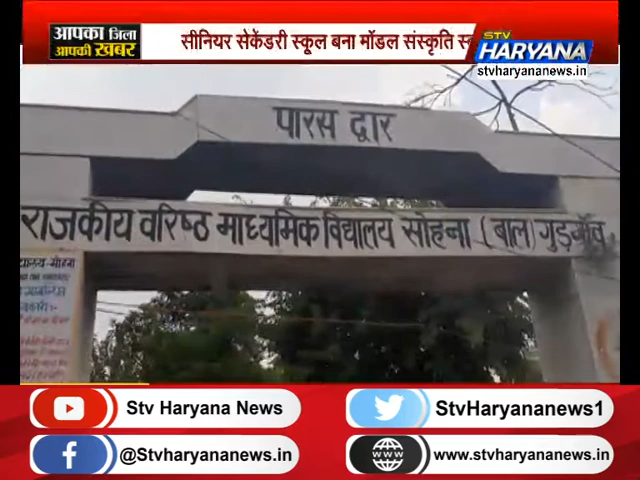 आपका जिला
आपकी खबर
सीनियर सेकेंडरी स्कूल बना मॉडल संस्कृति
STV
HARYANA
stvharyananews.in
पारस द्वार
राजकीय वरिष्ठ माध्यमिक विद्यालय सोहना (बाल) गुड़गाँव
Stv Haryana News
StvHaryananews1
@Stvharyananews.in
www.stvharyananews.in